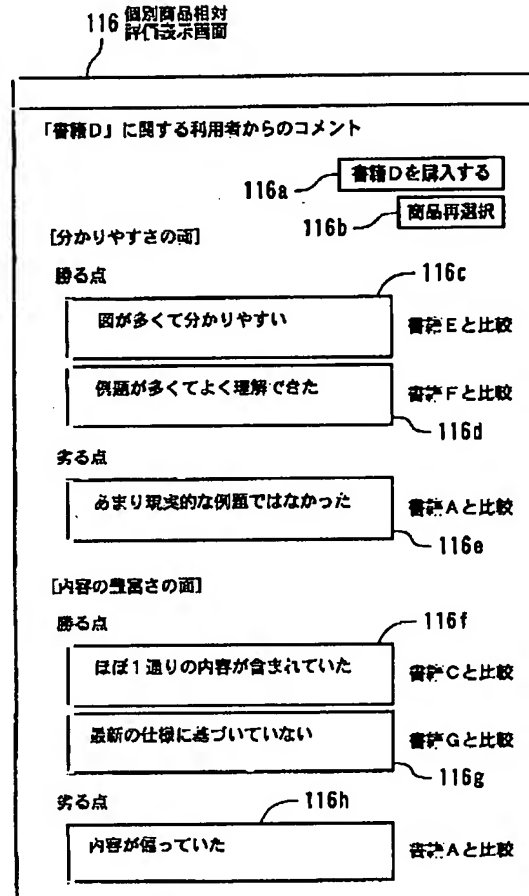 116 個別商品相対
評価表示画面
「書籍D」に関する利用者からのコメント
書籍Dを購入する
116a
商品再選択
116b
[分かりやすさの面]
勝る点
116c
図が多くて分かりやすい
書籍Eと比較
例題が多くてよく理解できた
書籍Fと比較
116d
劣る点
あまり現実的な例題ではなかった
書籍Aと比較
116e
[内容の豊富さの面]
勝る点
116f
ほぼ1通りの内容が含まれていた
書籍Cと比較
最新の仕様に基づいていない
書籍Gと比較
116g
劣る点
116h
内容が偏っていた
書籍Aと比較